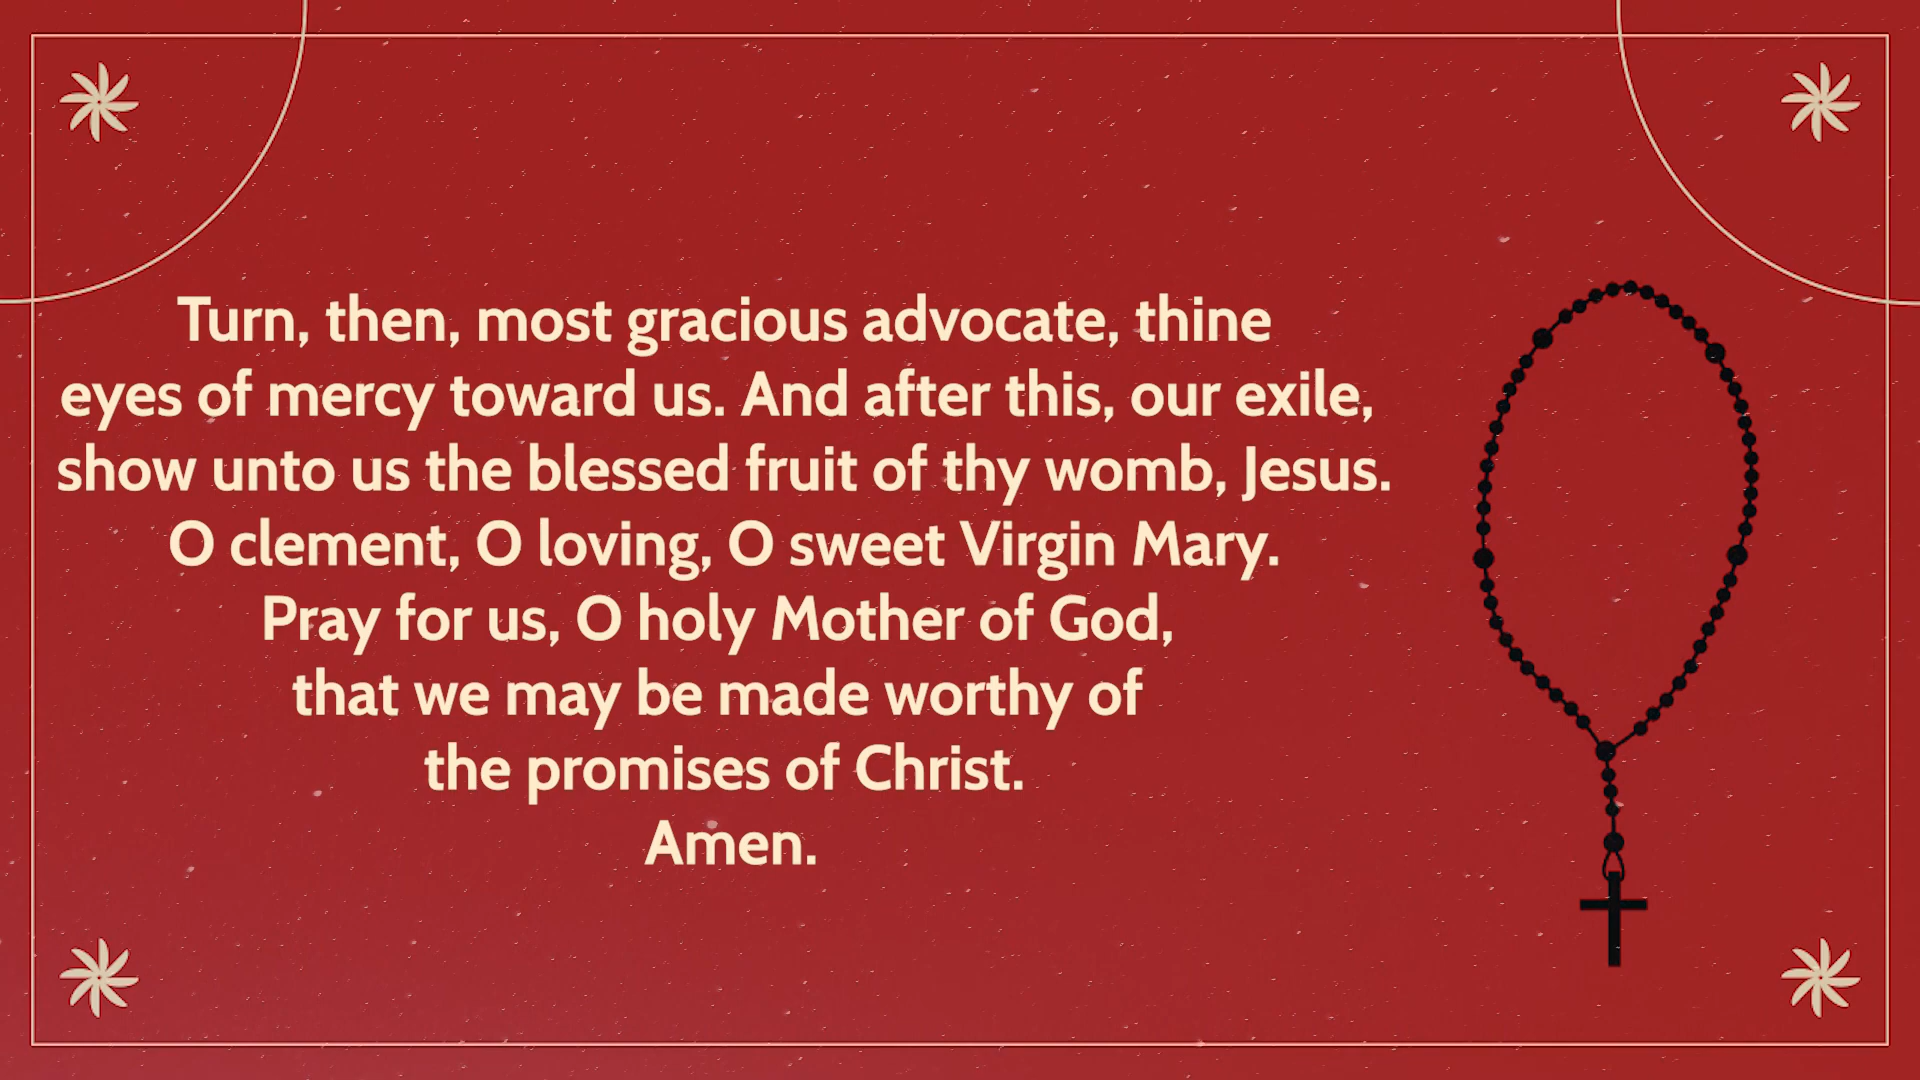 Turn, then, most gracious advocate, thine
eyes of mercy toward us. And after this, our exile,
show unto us the blessed fruit of thy womb, Jesus.
O clement, O loving, O sweet Virgin Mary.
Pray for us, O holy Mother of God,
that we may be made worthy of
the promises of Christ.
Amen.